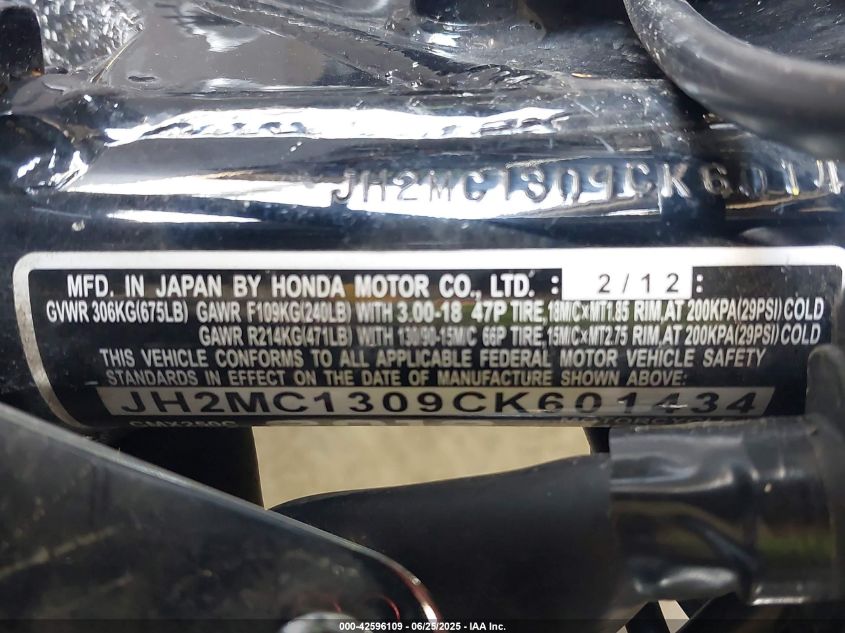 JH2MC1309CK6014
MFD. IN JAPAN BY HONDA MOTOR CO., LTD. : 2/12 :
GVWR 306KG(675LB) GAWR F109KG(240LB) WITH 3.00-18 47P TIRE, 18M/C×MT1.85 RIM, AT 200KPA(29PSI) COLD
GAWR R214KG(471LB) WITH 130/90-15M/C 66P TIRE, 15M/C×MT2.75 RIM, AT 200KPA(29PSI) COLD
THIS VEHICLE CONFORMS TO ALL APPLICABLE FEDERAL MOTOR VEHICLE SAFETY
STANDARDS IN EFFECT ON THE DATE OF MANUFACTURE SHOWN ABOVE:
JH2MC1309CK601434
CMX250C
000-42596109 - 06/25/2025 - IAA Inc.